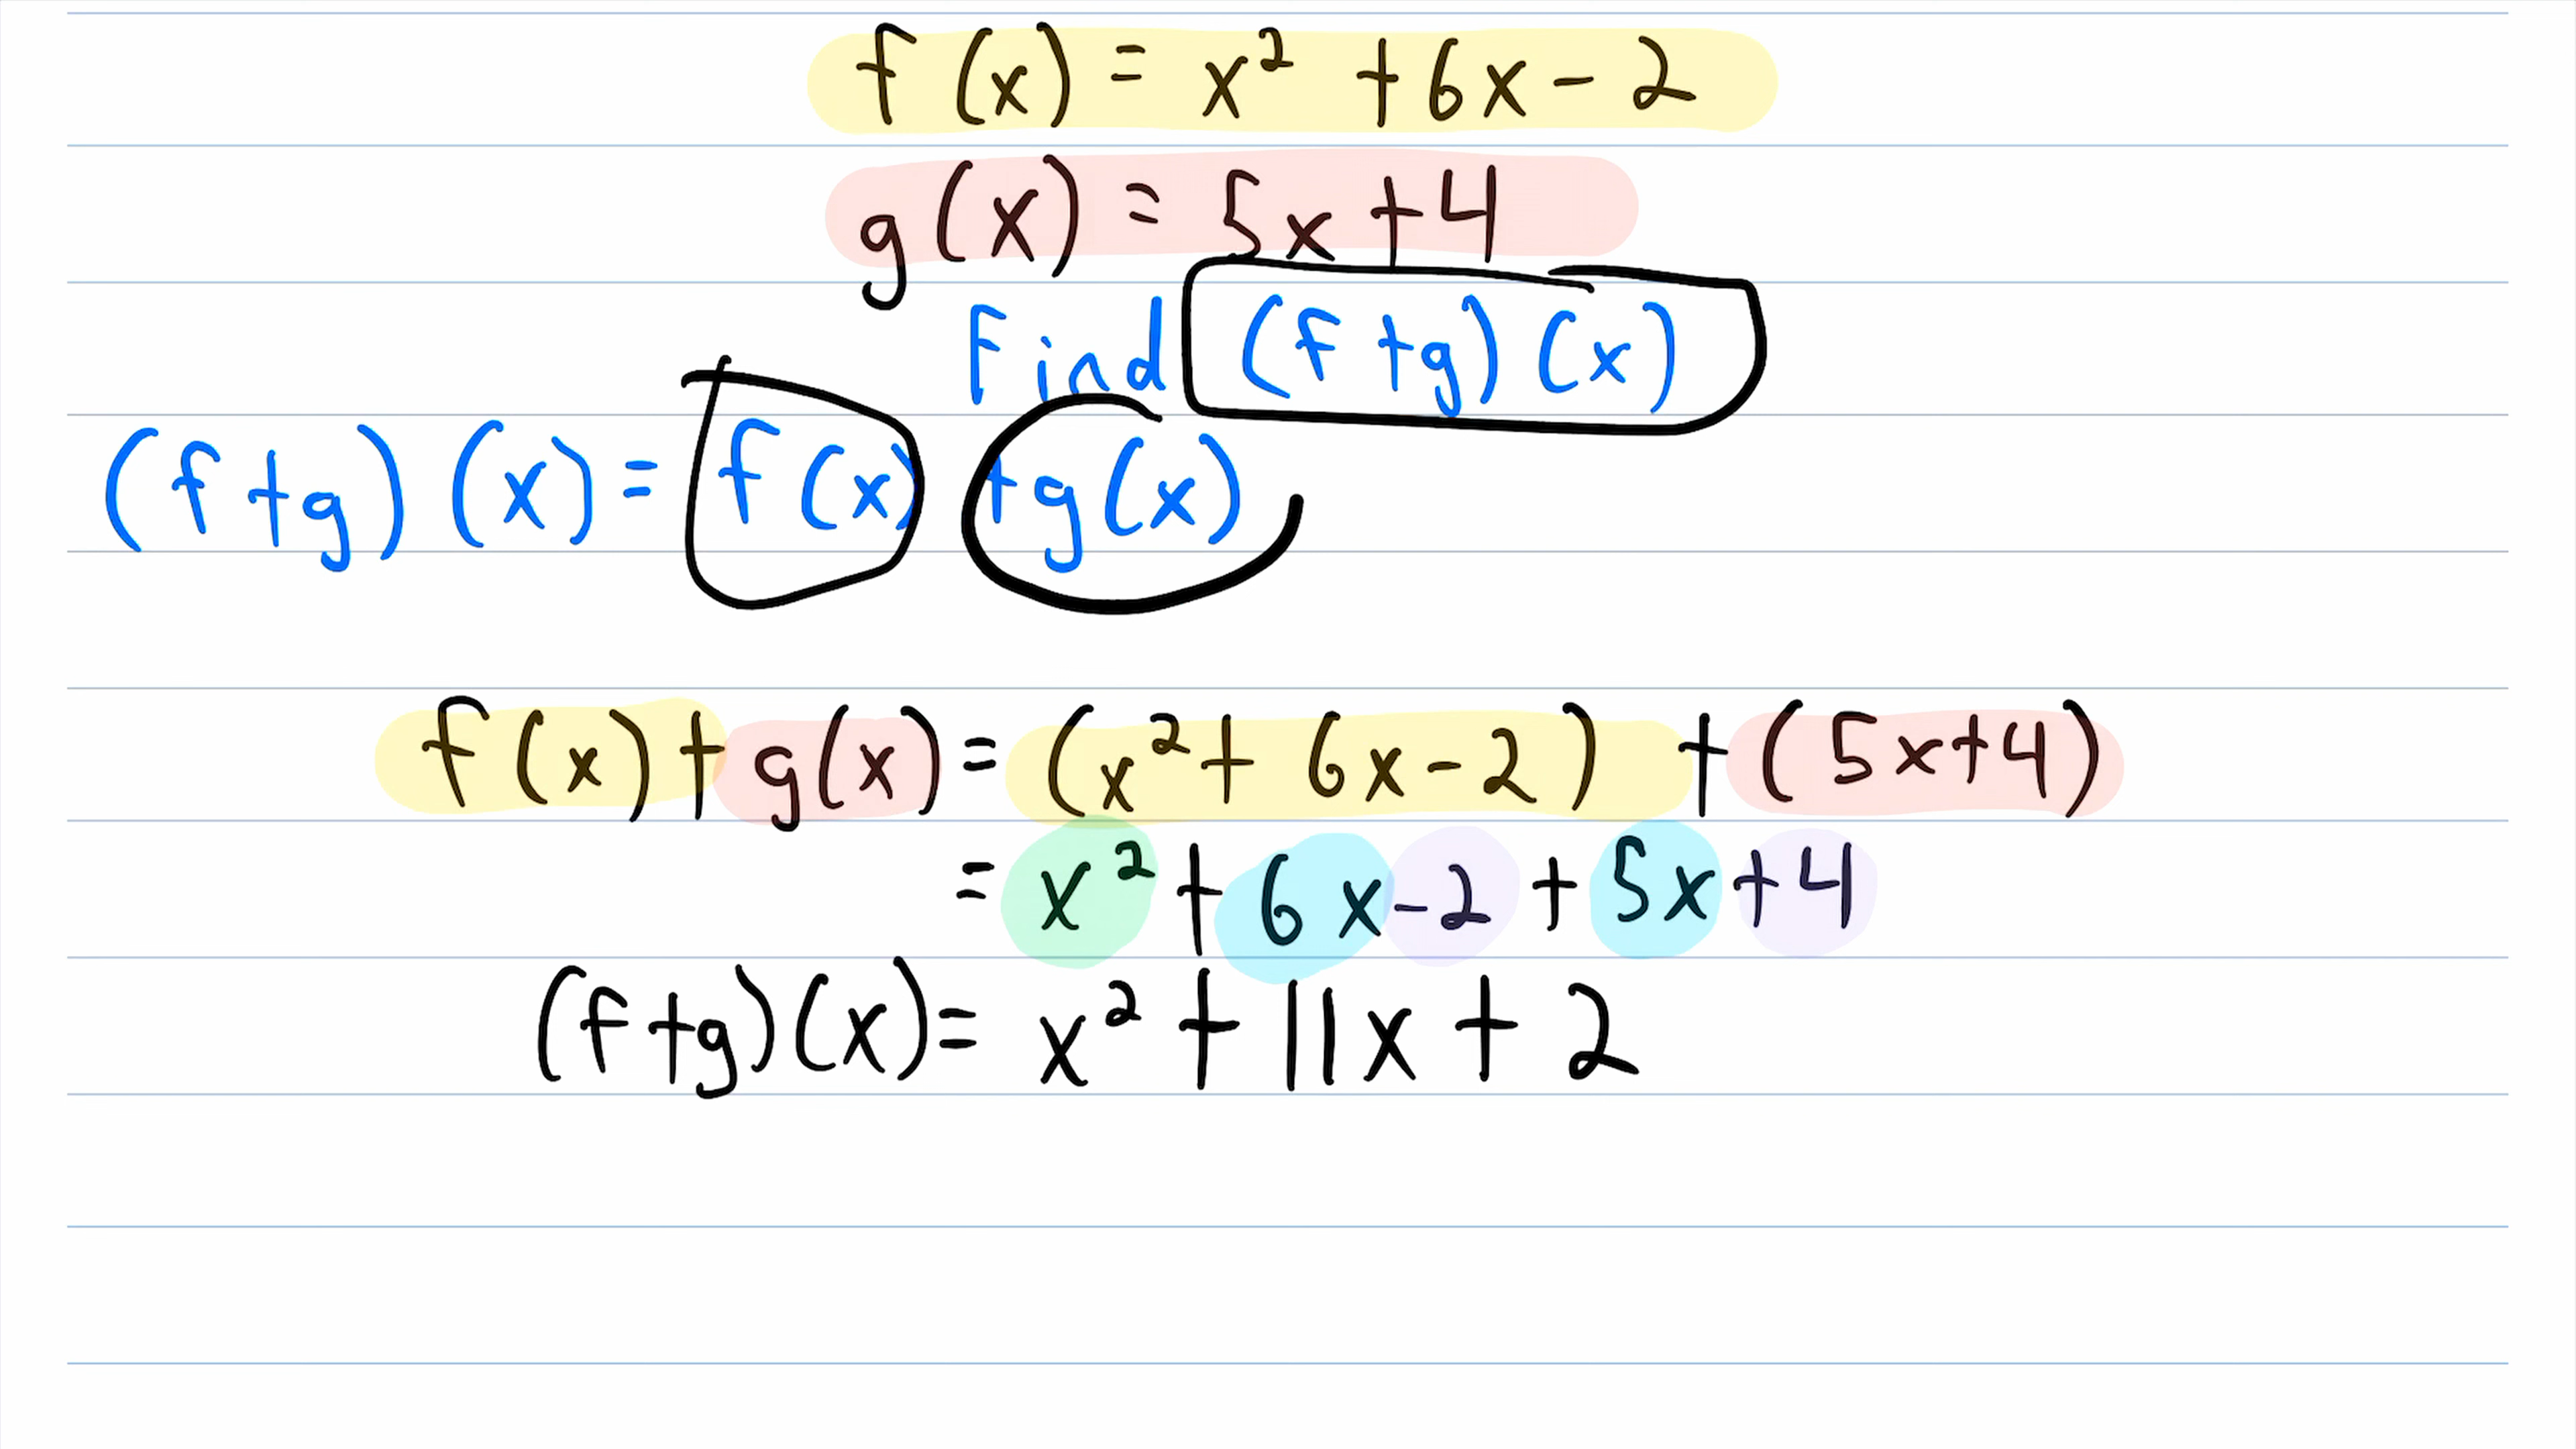 f(x) = x² + 6x - 2
g(x) = 5x + 4
Find (f+g)(x)
(f+g)(x) = f(x) + g(x)
f(x) + g(x) = (x² + 6x - 2) + (5x+4)
= x² + 6x - 2 + 5x + 4
(f+g)(x) = x² + 11x + 2